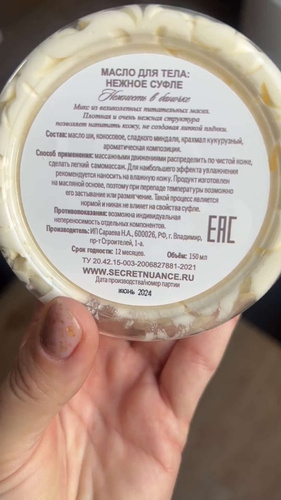 МАСЛО ДЛЯ ТЕЛА:
НЕЖНОЕ СУФЛЕ
Нежность в баночке
Микс из великолепных питательных масел.
Плотная и очень нежная структура
позволяет напитать кожу, не создавая липкой плёнки.
Состав: масло ши, кокосовое, сладкого миндаля, крахмал кукурузный,
ароматическая композиция.
Способ применения: массажными движениями распределить по чистой коже,
сделать легкий самомассаж. Для наибольшего эффекта увлажнения
рекомендуется наносить на влажную кожу. Продукт изготовлен
на масляной основе, поэтому при перепаде температуры возможно
его застывание или размягчение. Такой процесс является
нормой и никак не влияет на свойства суфле.
Противопоказания: возможна индивидуальная
непереносимость отдельных компонентов.
Производитель: ИП Сараева Н.А., 600026, РФ, г. Владимир,
пр-т Строителей, 1-а.
Срок годности: 12 месяцев. Объём: 150 мл
ТУ 20.42.15-003-2006827881-2021
WWW.SECRETNUANCE.RU
Дата производства/номер партии
июнь 2024
EAC